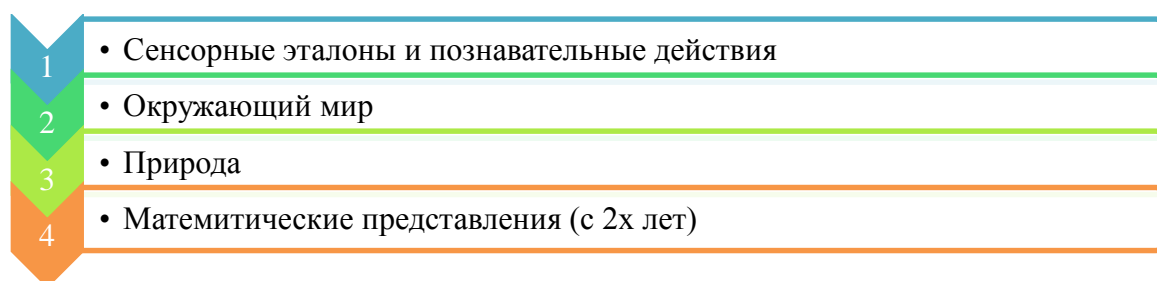 1 • Сенсорные эталоны и познавательные действия
2 • Окружающий мир
3 • Природа
4 • Матемитические представления (с 2х лет)